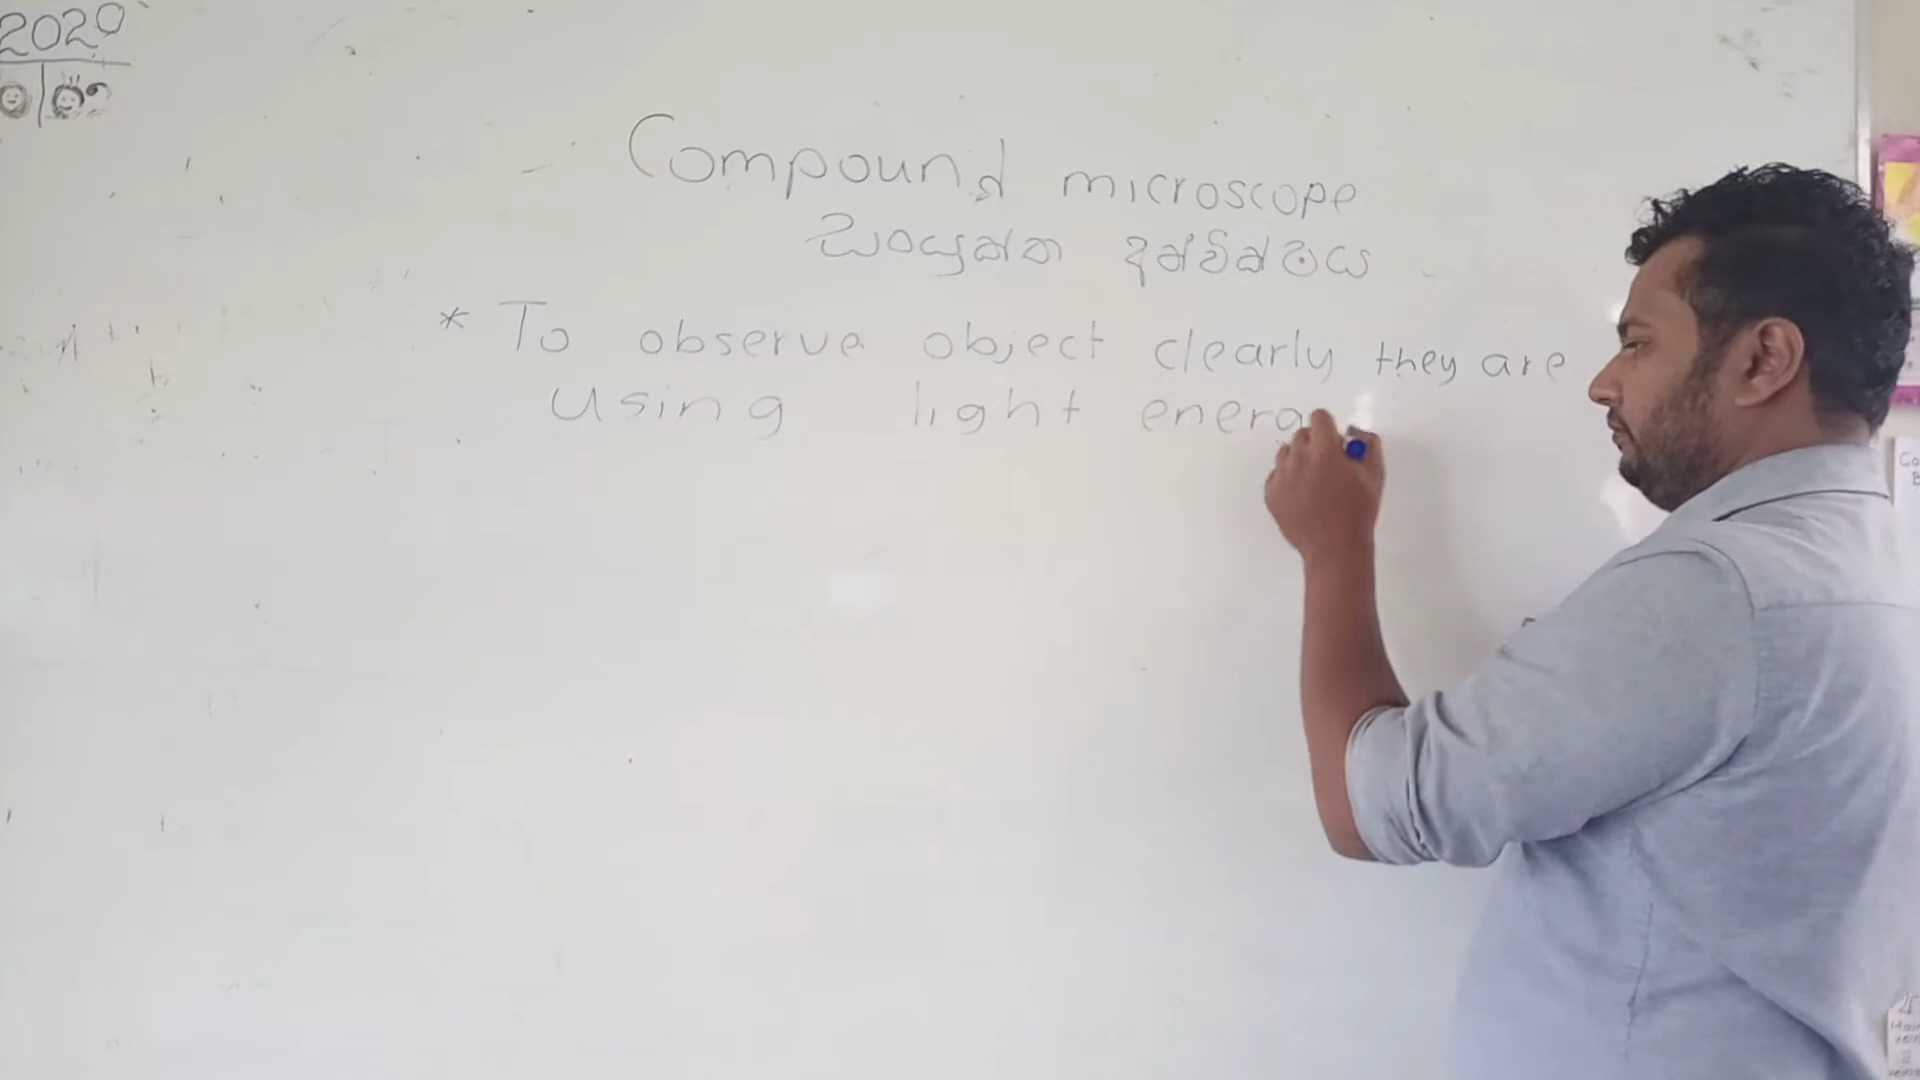 2020
Compound microscope
සංයුක්ත අන්වීක්ෂය
* To observe object clearly they are
using light energ